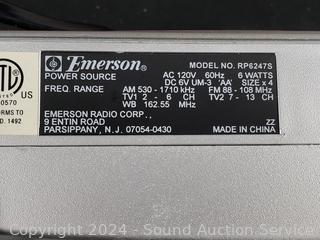 Emerson
MODEL NO. RP6247S
POWER SOURCE AC 120V 60Hz 6 WATTS
DC 6V UM-3 'AA' SIZE x 4
FREQ. RANGE AM 530 - 1710 kHz FM 88 - 108 MHz
TV1 2 - 6 CH TV2 7 - 13 CH
WB 162.55 MHz
EMERSON RADIO CORP.,
9 ENTIN ROAD ZZ
PARSIPPANY, N.J. 07054-0430 MADE IN CHINA
US
0570
ORMS TO
D. 1492
Copyright 2024 - Sound Auction Service